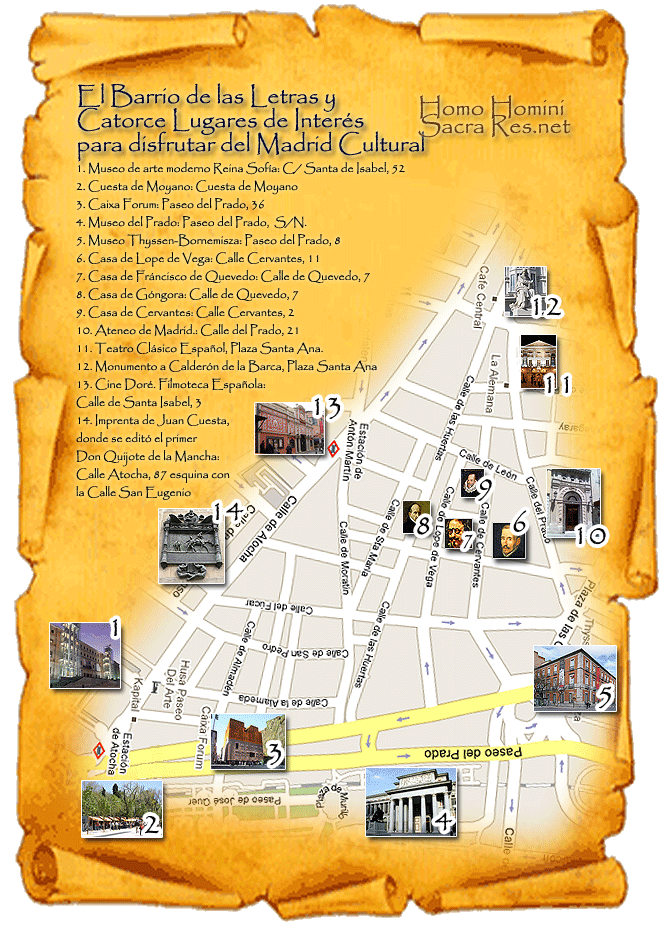 El Barrio de las Letras y
Catorce Lugares de Interés
para disfrutar del Madrid Cultural
Homo Homini
Sacra Res.net
1. Museo de arte moderno Reina Sofía: C/ Santa de Isabel, 52
2. Cuesta de Moyano: Cuesta de Moyano
3. Caixa Forum: Paseo del Prado, 36
4. Museo del Prado: Paseo del Prado, S/N.
5. Museo Thyssen-Bornemisza: Paseo del Prado, 8
6. Casa de Lope de Vega: Calle Cervantes, 11
7. Casa de Fráncisco de Quevedo: Calle de Quevedo, 7
8. Casa de Góngora: Calle de Quevedo, 7
9. Casa de Cervantes: Calle Cervantes, 2
10. Ateneo de Madrid.: Calle del Prado, 21
11. Teatro Clásico Español, Plaza Santa Ana.
12. Monumento a Calderón de la Barca, Plaza Santa Ana
13. Cine Doré. Filmoteca Española:
Calle de Santa Isabel, 3
14. Imprenta de Juan Cuesta,
donde se editó el primer
Don Quijote de la Mancha:
Calle Atocha, 87 esquina con
la Calle San Eugenio
Café Central
12
La Alemana
11
13
Estación de
Antón Martín
Calle de las Huertas
Calle de León
9
Calle del Prado
10
14
Calle de Atocha
8
7
6
Calle de Sta María
Calle de Lope de Vega
Calle de Cervantes
Calle de Moratín
Calle del Fúcar
Calle de San Pedro
Calle de las Huertas
Calle de Almadén
Calle de la Alameda
Plaza de las
1
Kapital
Husa Paseo
Del Arte
Caixa Forum
3
5
Estación
de Atocha
Paseo del Prado
2
4
Calle